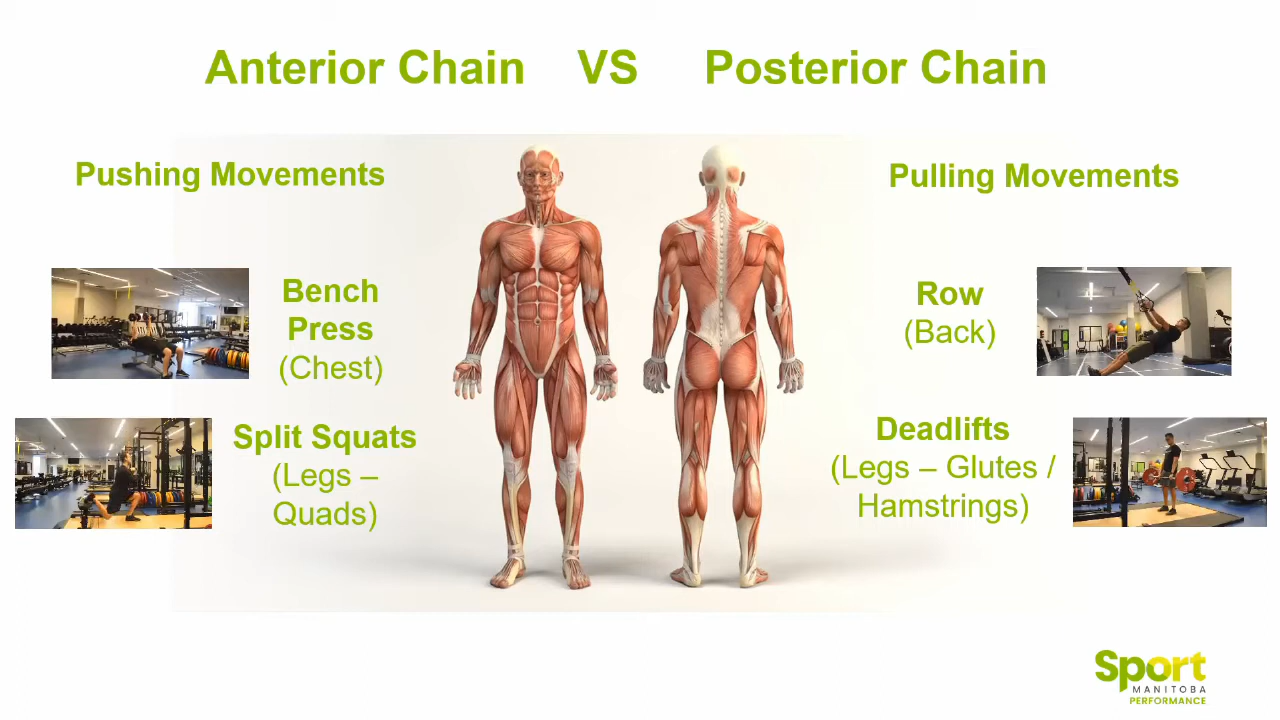 Anterior Chain VS Posterior Chain
Pushing Movements
Pulling Movements
Bench
Press
(Chest)
Row
(Back)
Split Squats
(Legs –
Quads)
Deadlifts
(Legs – Glutes /
Hamstrings)
Sport
MANITOBA
PERFORMANCE